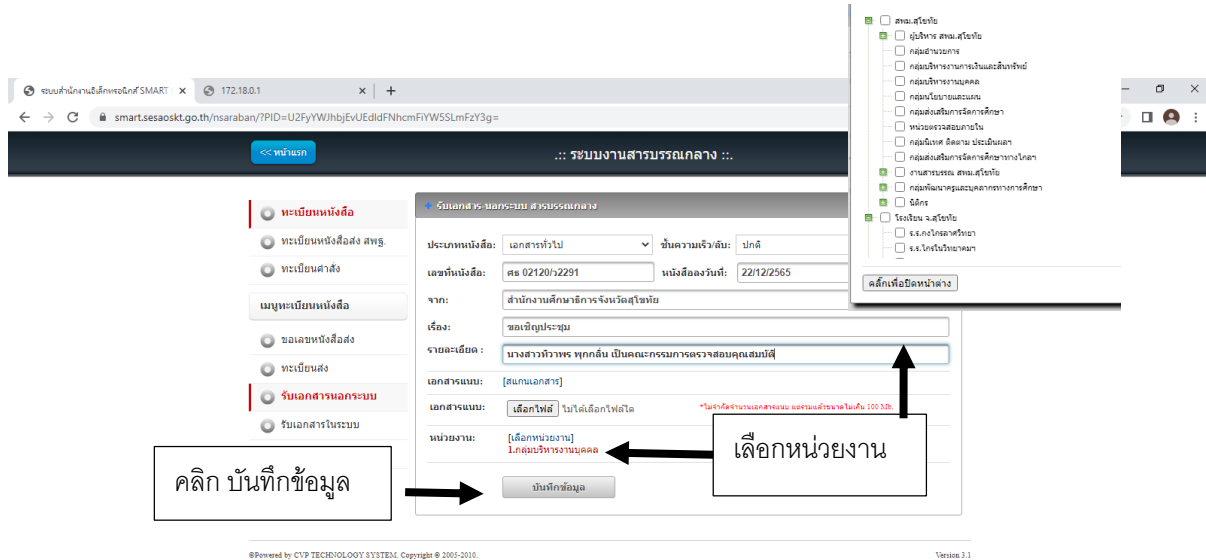 สพม.สุโขทัย
ผู้บริหาร สพม.สุโขทัย
กลุ่มอำนวยการ
กลุ่มบริหารงานการเงินและสินทรัพย์
กลุ่มบริหารงานบุคคล
กลุ่มนโยบายและแผน
กลุ่มส่งเสริมการจัดการศึกษา
หน่วยตรวจสอบภายใน
กลุ่มนิเทศ ติดตาม ประเมินผลฯ
กลุ่มส่งเสริมการจัดการศึกษาทางไกลฯ
งานสารบรรณ สพม.สุโขทัย
กลุ่มพัฒนาครูและบุคลากรทางการศึกษา
นิติกร
โรงเรียน จ.สุโขทัย
ร.ร.กงไกรลาศวิทยา
ร.ร.ไกรในวิทยาคมฯ
คลิ๊กเพื่อปิดหน้าต่าง
ระบบสำนักงานอิเล็กทรอนิกส์ SMART
172.18.0.1
smart.sesaoskt.go.th/nsaraban/?PID=U2FyYWJhbjEvUEdldFNhcmFiYW5SLmFzY3g=
<< หน้าแรก
.:: ระบบงานสารบรรณกลาง ::.
ทะเบียนหนังสือ
ทะเบียนหนังสือส่ง สพฐ.
ทะเบียนคำสั่ง
เมนูทะเบียนหนังสือ
ขอเลขหนังสือส่ง
ทะเบียนส่ง
รับเอกสารนอกระบบ
รับเอกสารในระบบ
รับเอกสาร-นอกระบบ สารบรรณกลาง
ประเภทหนังสือ: เอกสารทั่วไป ชั้นความเร็ว/ลับ: ปกติ
เลขที่หนังสือ: ศธ 02120/ว2291 หนังสือลงวันที่: 22/12/2565
จาก: สำนักงานศึกษาธิการจังหวัดสุโขทัย
เรื่อง: ขอเชิญประชุม
รายละเอียด : นางสาวทิวาพร พุกกลิ่น เป็นคณะกรรมการตรวจสอบคุณสมบัติ
เอกสารแนบ: [สแกนเอกสาร]
เอกสารแนบ: เลือกไฟล์ ไม่ได้เลือกไฟล์ใด *ไม่จำกัดจำนวนเอกสารแนบ แต่รวมแล้วขนาดไม่เกิน 100 Mb.
หน่วยงาน: [เลือกหน่วยงาน]
1.กลุ่มบริหารงานบุคคล
บันทึกข้อมูล
เลือกหน่วยงาน
คลิก บันทึกข้อมูล
©Powered by CVP TECHNOLOGY SYSTEM. Copyright © 2005-2010.
Version 3.1